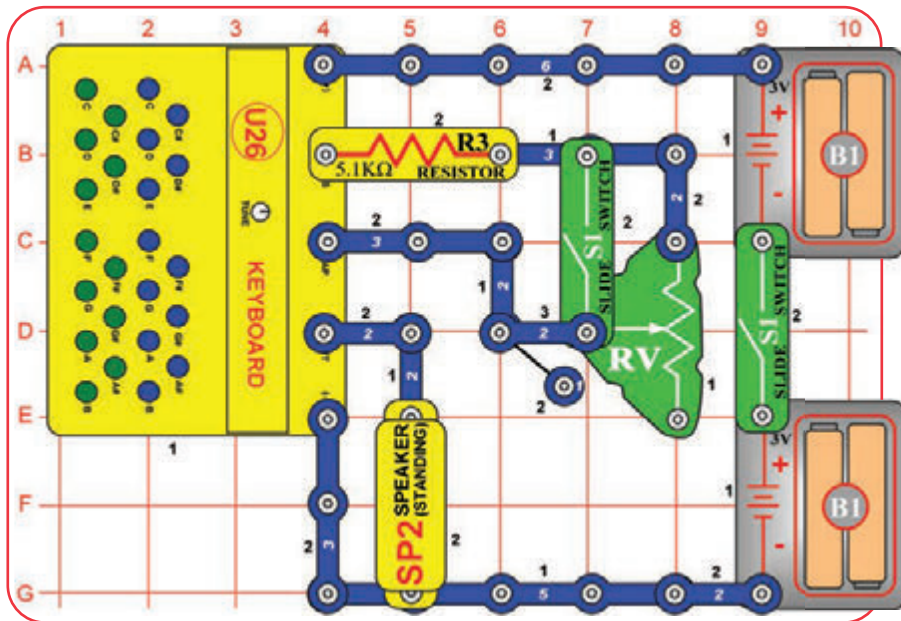 1 2 3 4 5 6 7 8 9 10
A
B
C
D
E
F
G
C
C#
D
D#
E
F
F#
G
G#
A
A#
B
C
C#
D
D#
E
F
F#
G
G#
A
A#
B
U26
TUNE
KEYBOARD
1
6
2
2
R3
5.1KΩ
RESISTOR
1
3
2
3
2
2
2
1
2
3
2
1
2
2
2
1
2
S1
SLIDE SWITCH
2
RV
1
S1
SLIDE SWITCH
2
3V
+
-
1
B1
3V
+
-
1
B1
SP2
SPEAKER
(STANDING)
2
2
3
1
5
2
2